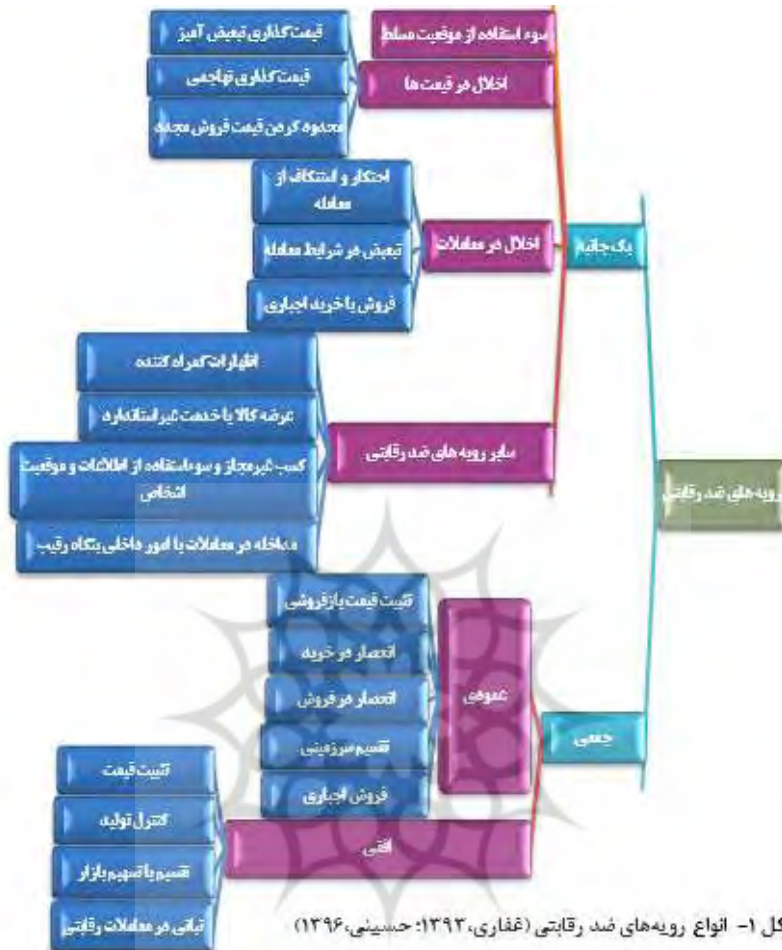 رویه‌های ضد رقابتی
یک جانبه
سوء استفاده از موقعیت مسلط
اخلال در قیمت ها
قیمت گذاری تبعیض آمیز
قیمت گذاری تهاجمی
محدود کردن قیمت فروش مجدد
اخلال در معاملات
احتکار و استنکاف از
معامله
تبعیض در شرایط معامله
فروش یا خرید اجباری
سایر رویه های ضد رقابتی
اظهارات گمراه کننده
عرضه کالا یا خدمت غیر استاندارد
کسب غیر مجاز و سوءاستفاده از اطلاعات و موقعیت
اشخاص
مداخله در معاملات یا امور داخلی بنگاه رقیب
جمعی
عمودی
تثبیت قیمت بازفروشی
انحصار در خرید
انحصار در فروش
تقسیم سرزمینی
فروش اجباری
افقی
تثبیت قیمت
کنترل تولید
تقسیم یا تسهیم بازار
تبانی در معاملات رقابتی
کل ۱- انواع رویه‌های ضد رقابتی (غفاری،۱۳۹۳؛ حسینی،۱۳۹۶)